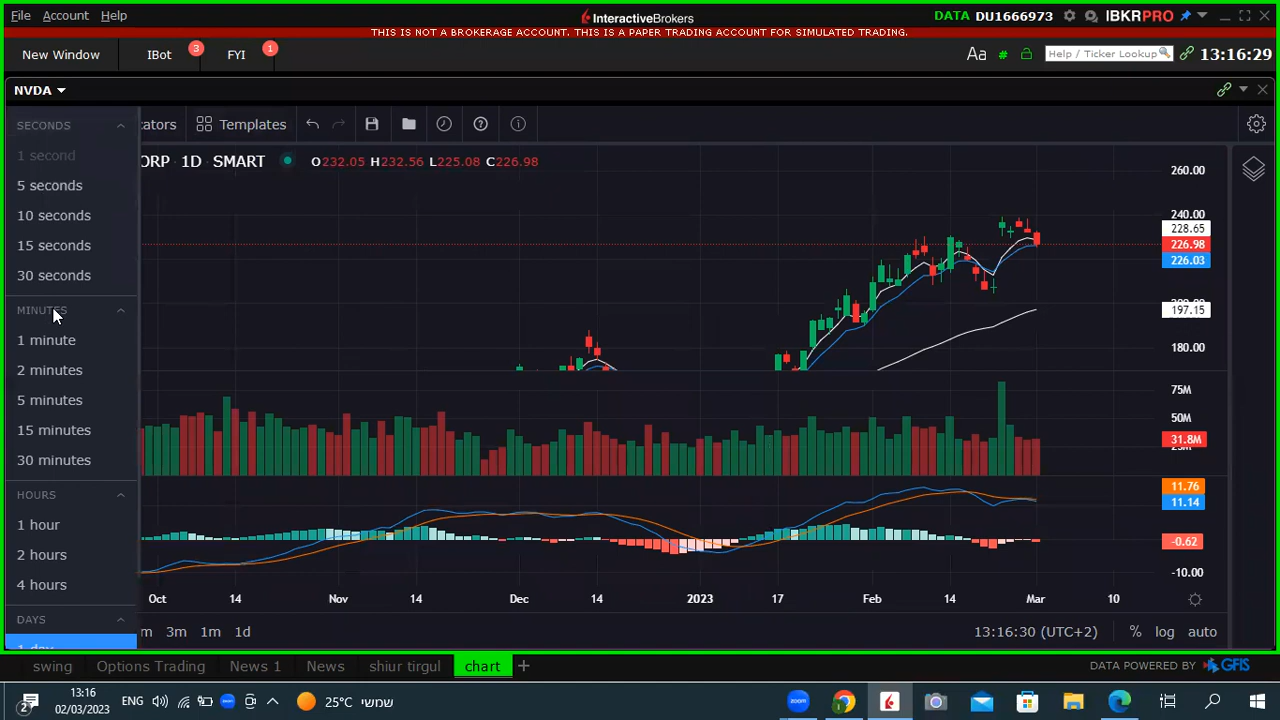 File Account Help InteractiveBrokers DATA DU1666973 IBKRPRO
THIS IS NOT A BROKERAGE ACCOUNT. THIS IS A PAPER TRADING ACCOUNT FOR SIMULATED TRADING.
New Window IBot 3 FYI 1 Aa # Help / Ticker Lookup 13:16:29
NVDA
SECONDS cators Templates
1 second ORP 1D SMART O232.05 H232.56 L225.08 C226.98
260.00
5 seconds
10 seconds 240.00
228.65
15 seconds 226.98
226.03
30 seconds
MINUTES 197.15
1 minute 180.00
2 minutes
75M
5 minutes
50M
15 minutes
31.8M
30 minutes
HOURS 11.76
11.14
1 hour
-0.62
2 hours
4 hours -10.00
Oct 14 Nov 14 Dec 14 2023 17 Feb 14 Mar 10
DAYS
m 3m 1m 1d 13:16:30 (UTC+2) % log auto
1 day
swing Options Trading News 1 News shiur tirgul chart + DATA POWERED BY GFIS
13:16
02/03/2023
2 ENG zoom 25°C שמשי zoom